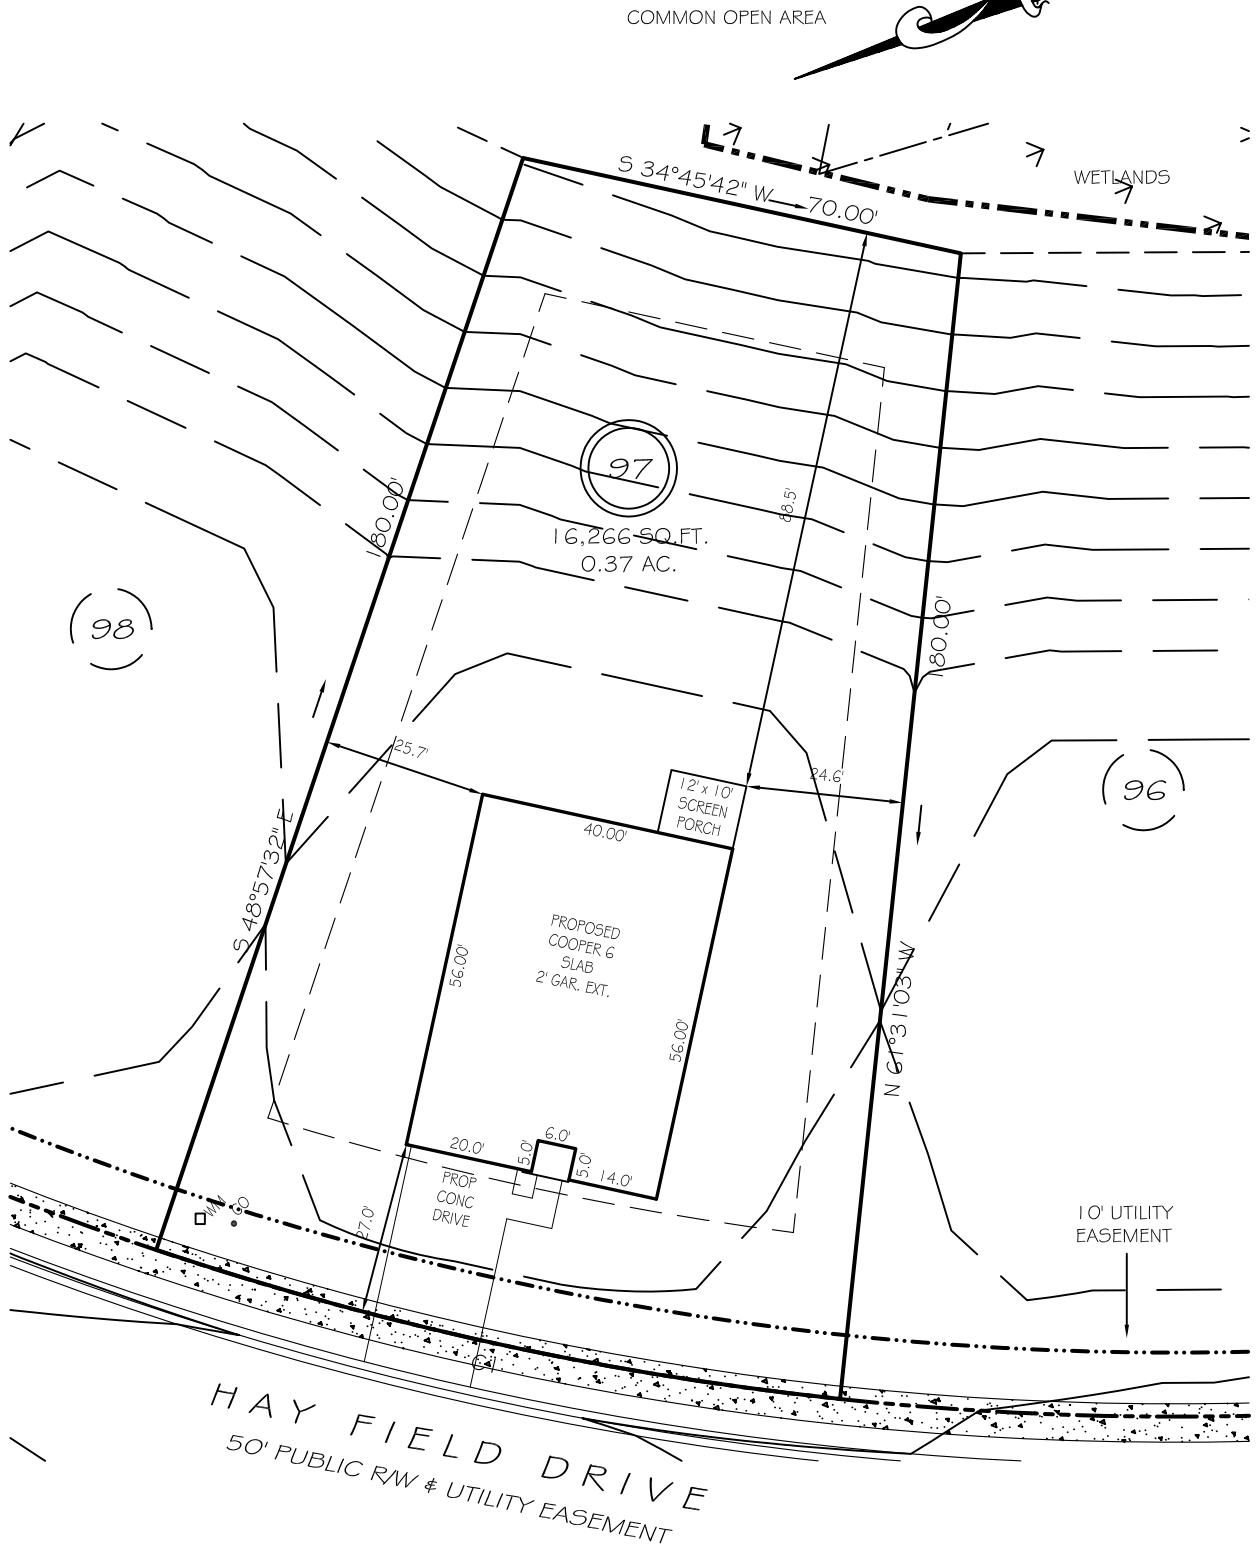 COMMON OPEN AREA
S 34°45'42" W
70.00'
WETLANDS
97
16,266 SQ.FT.
0.37 AC.
180.00'
88.5'
180.00'
98
96
25.7'
24.6'
12' x 10'
SCREEN
PORCH
40.00'
S 48°57'32" E
PROPOSED
COOPER 6
SLAB
2' GAR. EXT.
56.00'
56.00'
N 61°31'03" W
20.0'
5.0'
6.0'
5.0'
14.0'
PROP
CONC
DRIVE
27.0'
WM
CO
10' UTILITY
EASEMENT
C1
HAY FIELD DRIVE
50' PUBLIC R/W & UTILITY EASEMENT